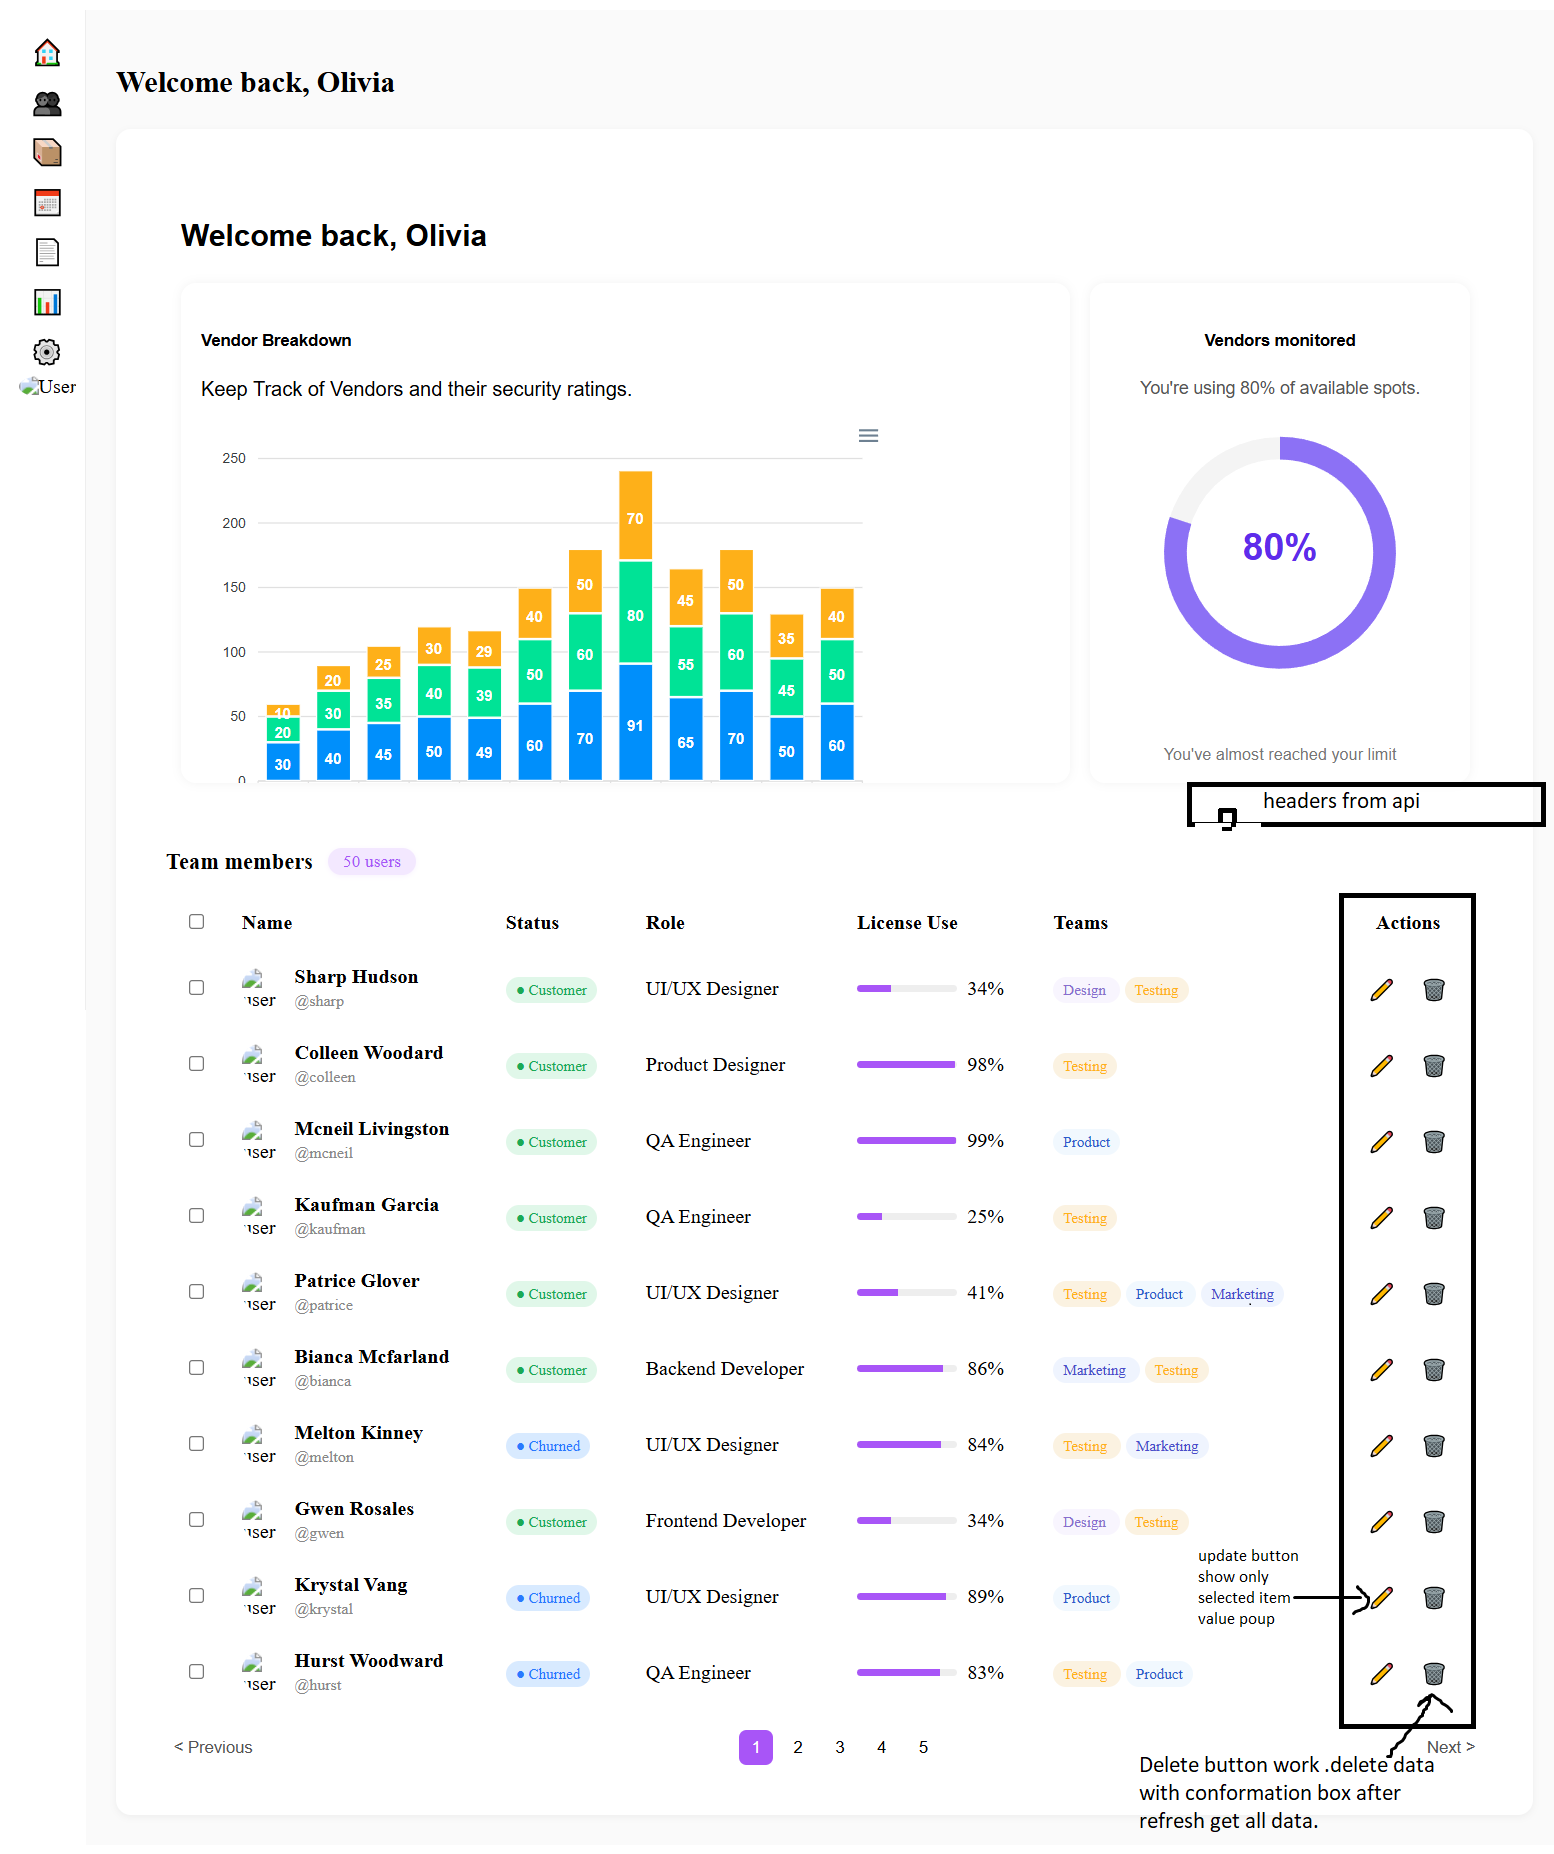 Welcome back, Olivia
Welcome back, Olivia
User
Vendor Breakdown
Keep Track of Vendors and their security ratings.
250
200
150
100
50
0
10
20
30
20
30
40
25
35
45
30
40
50
29
39
49
40
50
60
50
60
70
70
80
91
45
55
65
50
60
70
35
45
50
40
50
60
Vendors monitored
You're using 80% of available spots.
80%
You've almost reached your limit
headers from api
Team members 50 users
Name Status Role License Use Teams Actions
user Sharp Hudson ● Customer UI/UX Designer 34% Design Testing
@sharp
user Colleen Woodard ● Customer Product Designer 98% Testing
@colleen
user Mcneil Livingston ● Customer QA Engineer 99% Product
@mcneil
user Kaufman Garcia ● Customer QA Engineer 25% Testing
@kaufman
user Patrice Glover ● Customer UI/UX Designer 41% Testing Product Marketing
@patrice
user Bianca Mcfarland ● Customer Backend Developer 86% Marketing Testing
@bianca
user Melton Kinney ● Churned UI/UX Designer 84% Testing Marketing
@melton
user Gwen Rosales ● Customer Frontend Developer 34% Design Testing
@gwen
user Krystal Vang ● Churned UI/UX Designer 89% Product
@krystal
update button
show only
selected item
value poup
user Hurst Woodward ● Churned QA Engineer 83% Testing Product
@hurst
< Previous 1 2 3 4 5 Next >
Delete button work .delete data
with conformation box after
refresh get all data.